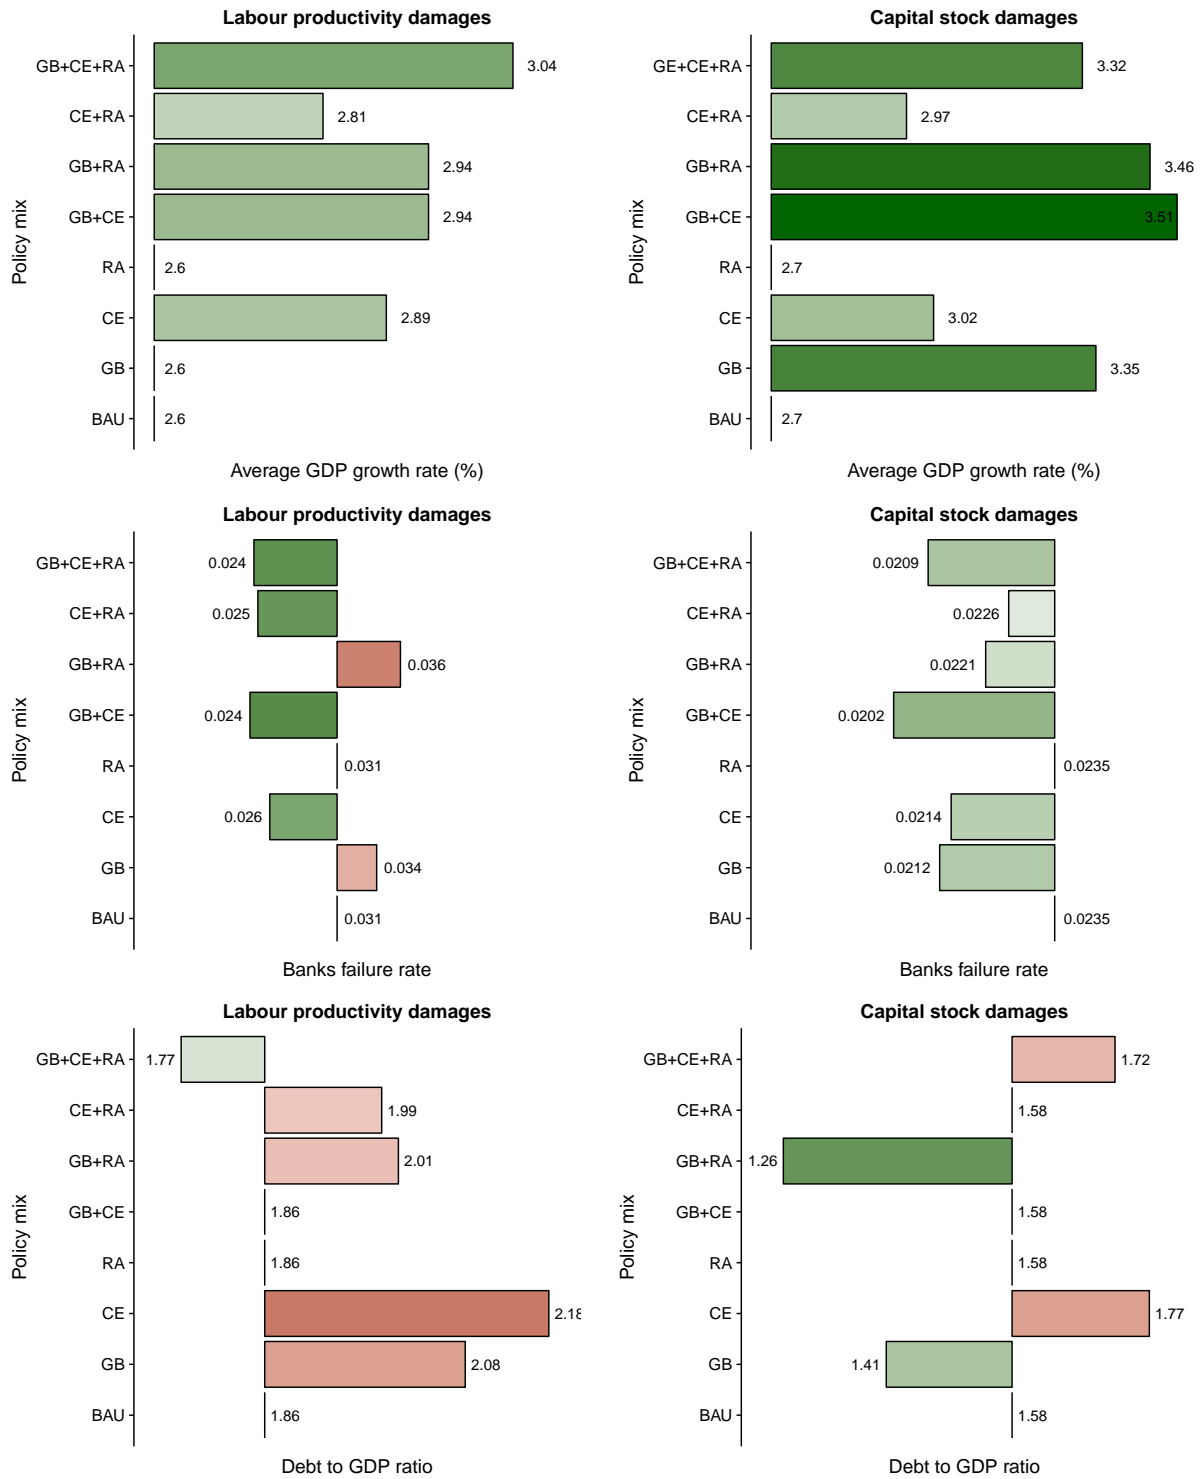 Labour productivity damages
Policy mix
GB+CE+RA 3.04
CE+RA 2.81
GB+RA 2.94
GB+CE 2.94
RA 2.6
CE 2.89
GB 2.6
BAU 2.6
Average GDP growth rate (%)
Capital stock damages
Policy mix
GE+CE+RA 3.32
CE+RA 2.97
GB+RA 3.46
GB+CE 3.51
RA 2.7
CE 3.02
GB 3.35
BAU 2.7
Average GDP growth rate (%)
Labour productivity damages
Policy mix
GB+CE+RA 0.024
CE+RA 0.025
GB+RA 0.036
GB+CE 0.024
RA 0.031
CE 0.026
GB 0.034
BAU 0.031
Banks failure rate
Capital stock damages
Policy mix
GB+CE+RA 0.0209
CE+RA 0.0226
GB+RA 0.0221
GB+CE 0.0202
RA 0.0235
CE 0.0214
GB 0.0212
BAU 0.0235
Banks failure rate
Labour productivity damages
Policy mix
GB+CE+RA 1.77
CE+RA 1.99
GB+RA 2.01
GB+CE 1.86
RA 1.86
CE 2.18
GB 2.08
BAU 1.86
Debt to GDP ratio
Capital stock damages
Policy mix
GB+CE+RA 1.72
CE+RA 1.58
GB+RA 1.26
GB+CE 1.58
RA 1.58
CE 1.77
GB 1.41
BAU 1.58
Debt to GDP ratio